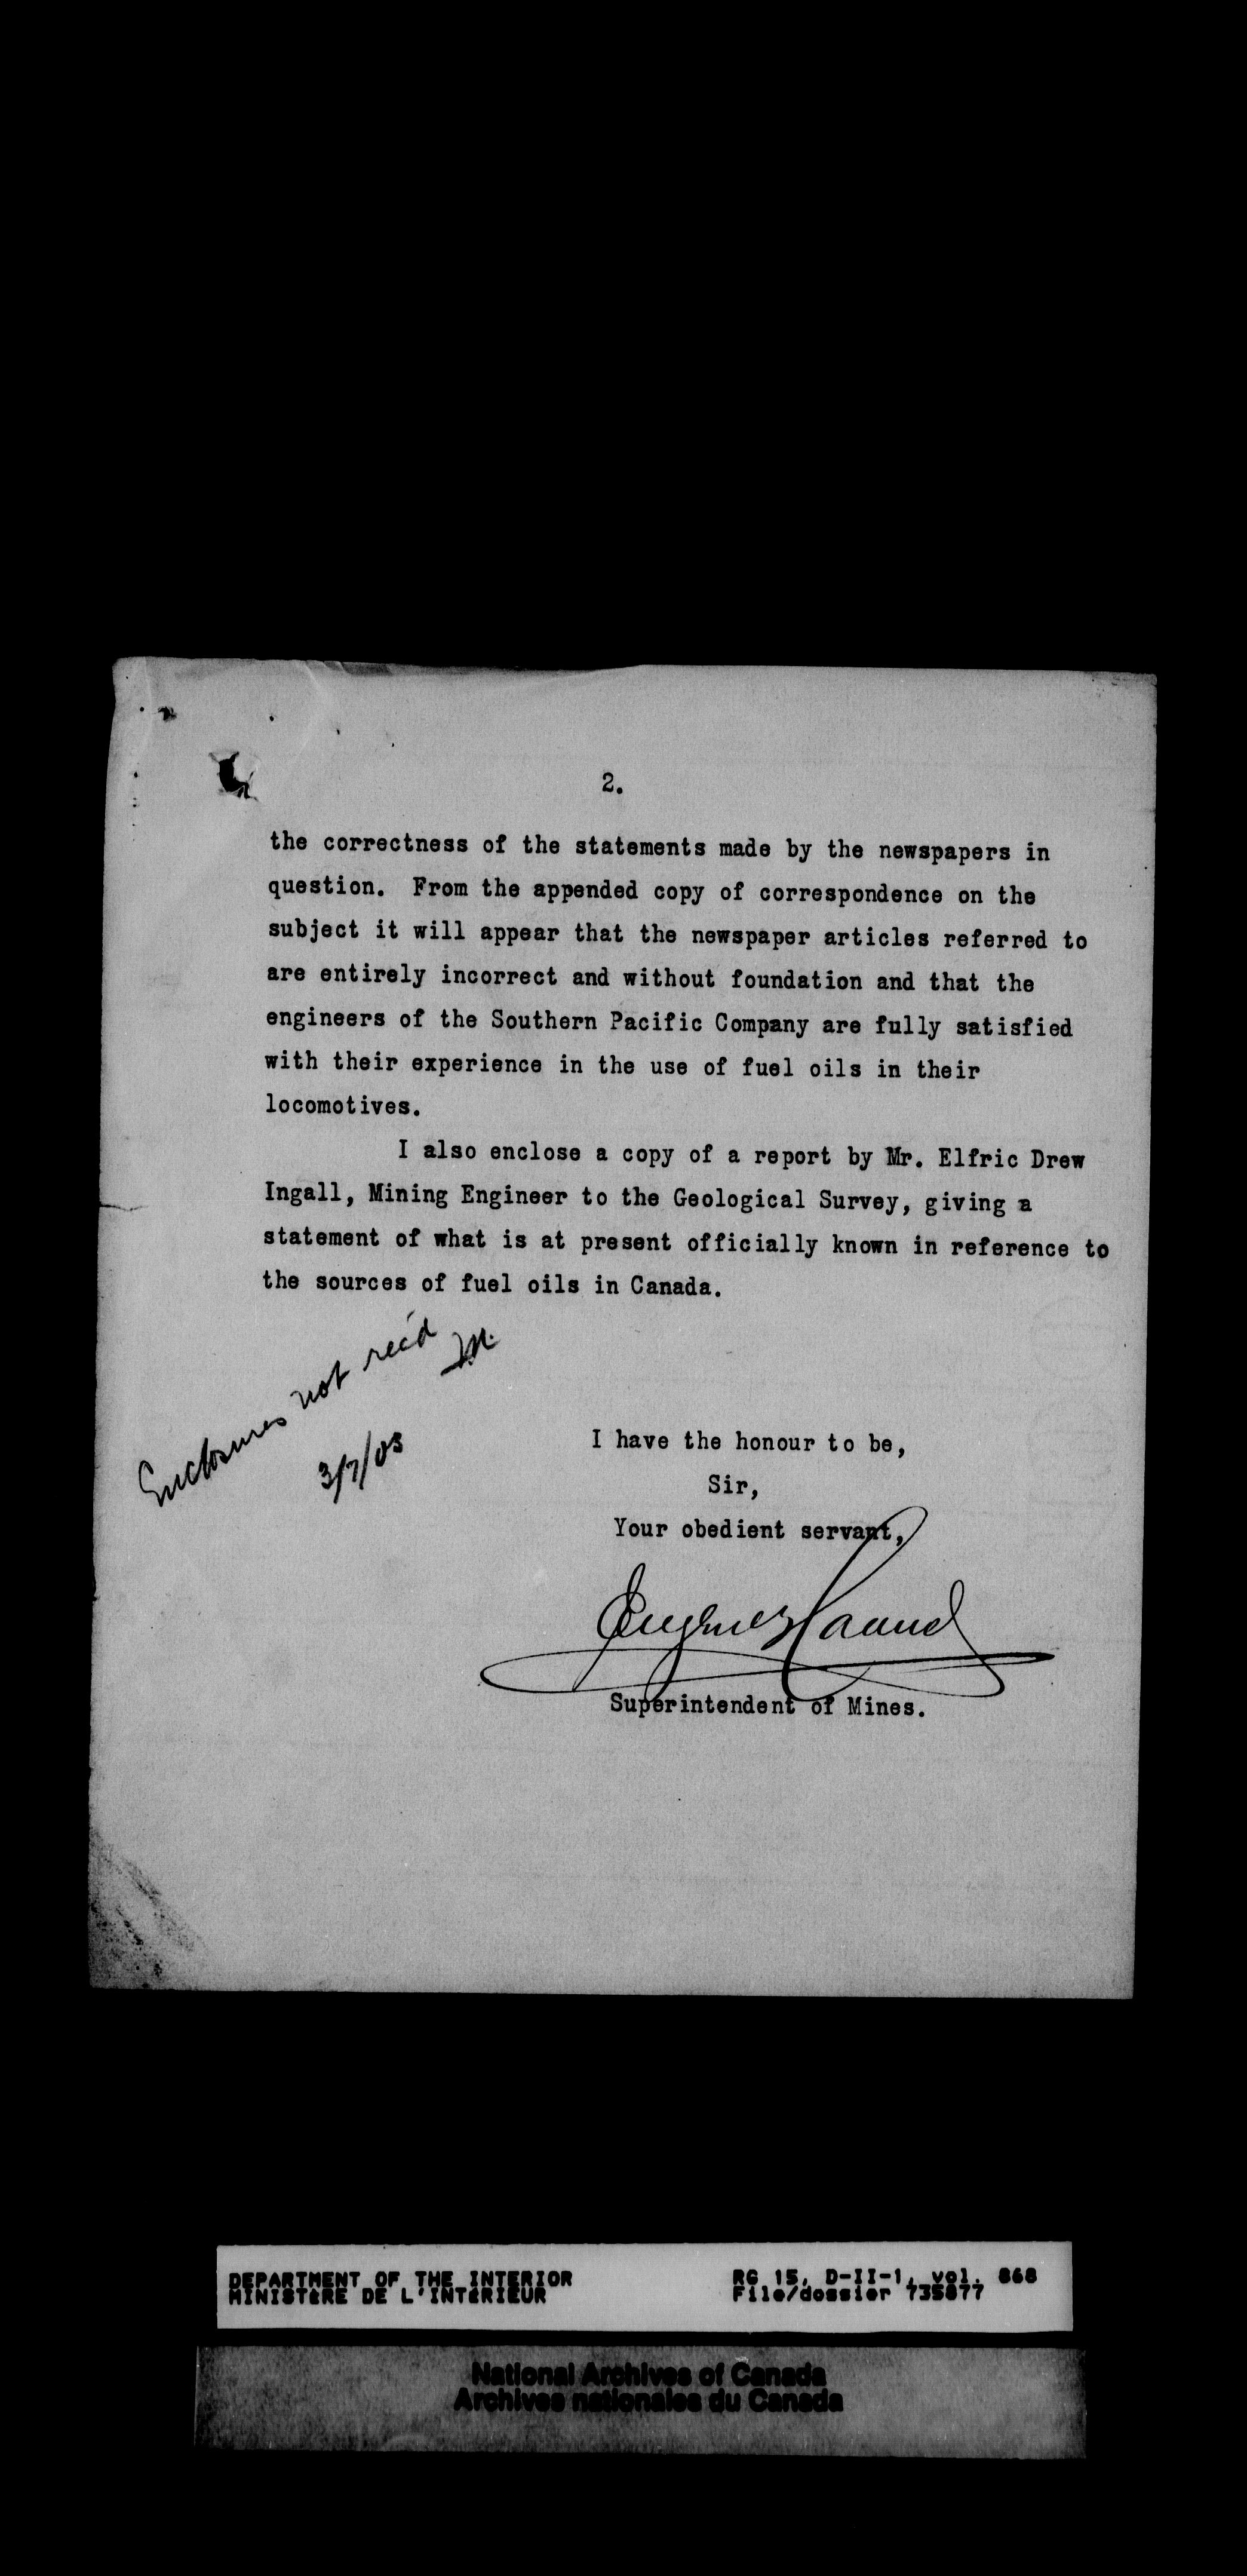 2.
the correctness of the statements made by the newspapers in
question. From the appended copy of correspondence on the
subject it will appear that the newspaper articles referred to
are entirely incorrect and without foundation and that the
engineers of the Southern Pacific Company are fully satisfied
with their experience in the use of fuel oils in their
locomotives.
I also enclose a copy of a report by Mr. Elfric Drew
Ingall, Mining Engineer to the Geological Survey, giving a
statement of what is at present officially known in reference to
the sources of fuel oils in Canada.
Enclosures not rec'd
3/7/03
I have the honour to be,
Sir,
Your obedient servant,
Eugene Haanel
Superintendent of Mines.
DEPARTMENT OF THE INTERIOR
MINISTÈRE DE L'INTÉRIEUR
RG 15, D-II-1, vol. 868
File/dossier 735877
National Archives of Canada
Archives nationales du Canada